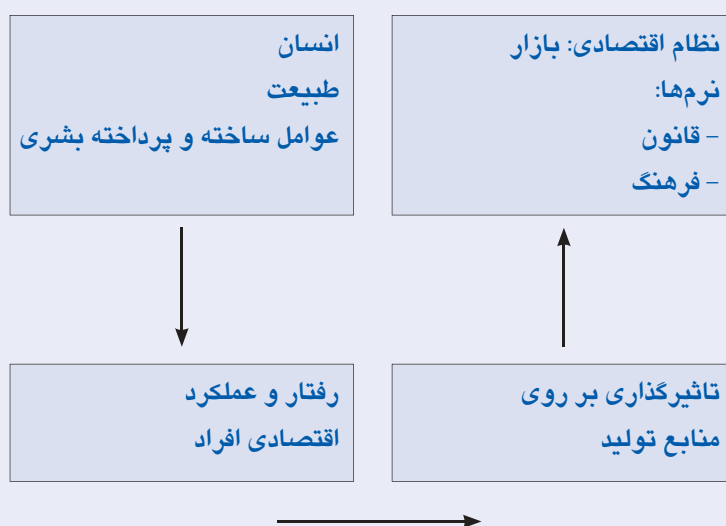 نظام اقتصادی: بازار
نرم‌ها:
– قانون
– فرهنگ
انسان
طبیعت
عوامل ساخته و پرداخته بشری
تاثیرگذاری بر روی
منابع تولید
رفتار و عملکرد
اقتصادی افراد